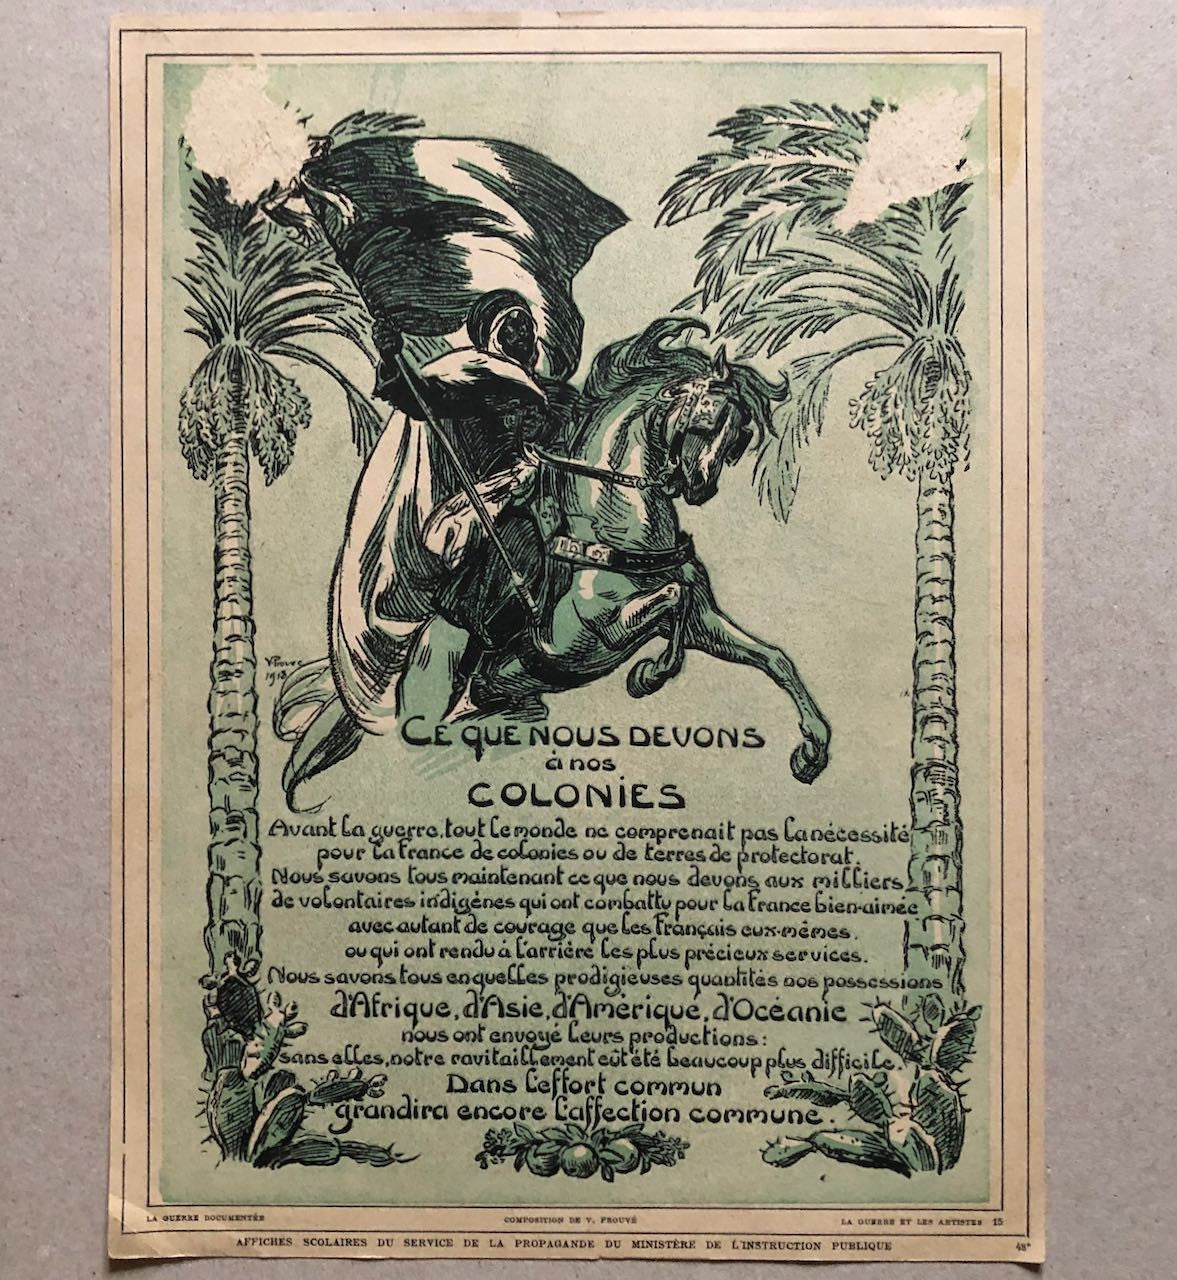 VProuvé
1918
CE QUE NOUS DEVONS
à nos
COLONIES
Avant la guerre, tout le monde ne comprenait pas la nécessité
pour la France de colonies ou de terres de protectorat.
Nous savons tous maintenant ce que nous devons aux milliers
de volontaires indigènes qui ont combattu pour la France bien-aimée
avec autant de courage que les Français eux-mêmes.
ou qui ont rendu à l'arrière les plus précieux services.
Nous savons tous en quelles prodigieuses quantités nos possessions
d'Afrique, d'Asie, d'Amérique, d'Océanie
nous ont envoyé leurs productions :
sans elles, notre ravitaillement eût été beaucoup plus difficile.
Dans l'effort commun
grandira encore l'affection commune.
LA GUERRE DOCUMENTÉE
COMPOSITION DE V. PROUVÉ
LA GUERRE ET LES ARTISTES 15
AFFICHES SCOLAIRES DU SERVICE DE LA PROPAGANDE DU MINISTÈRE DE L'INSTRUCTION PUBLIQUE
48*